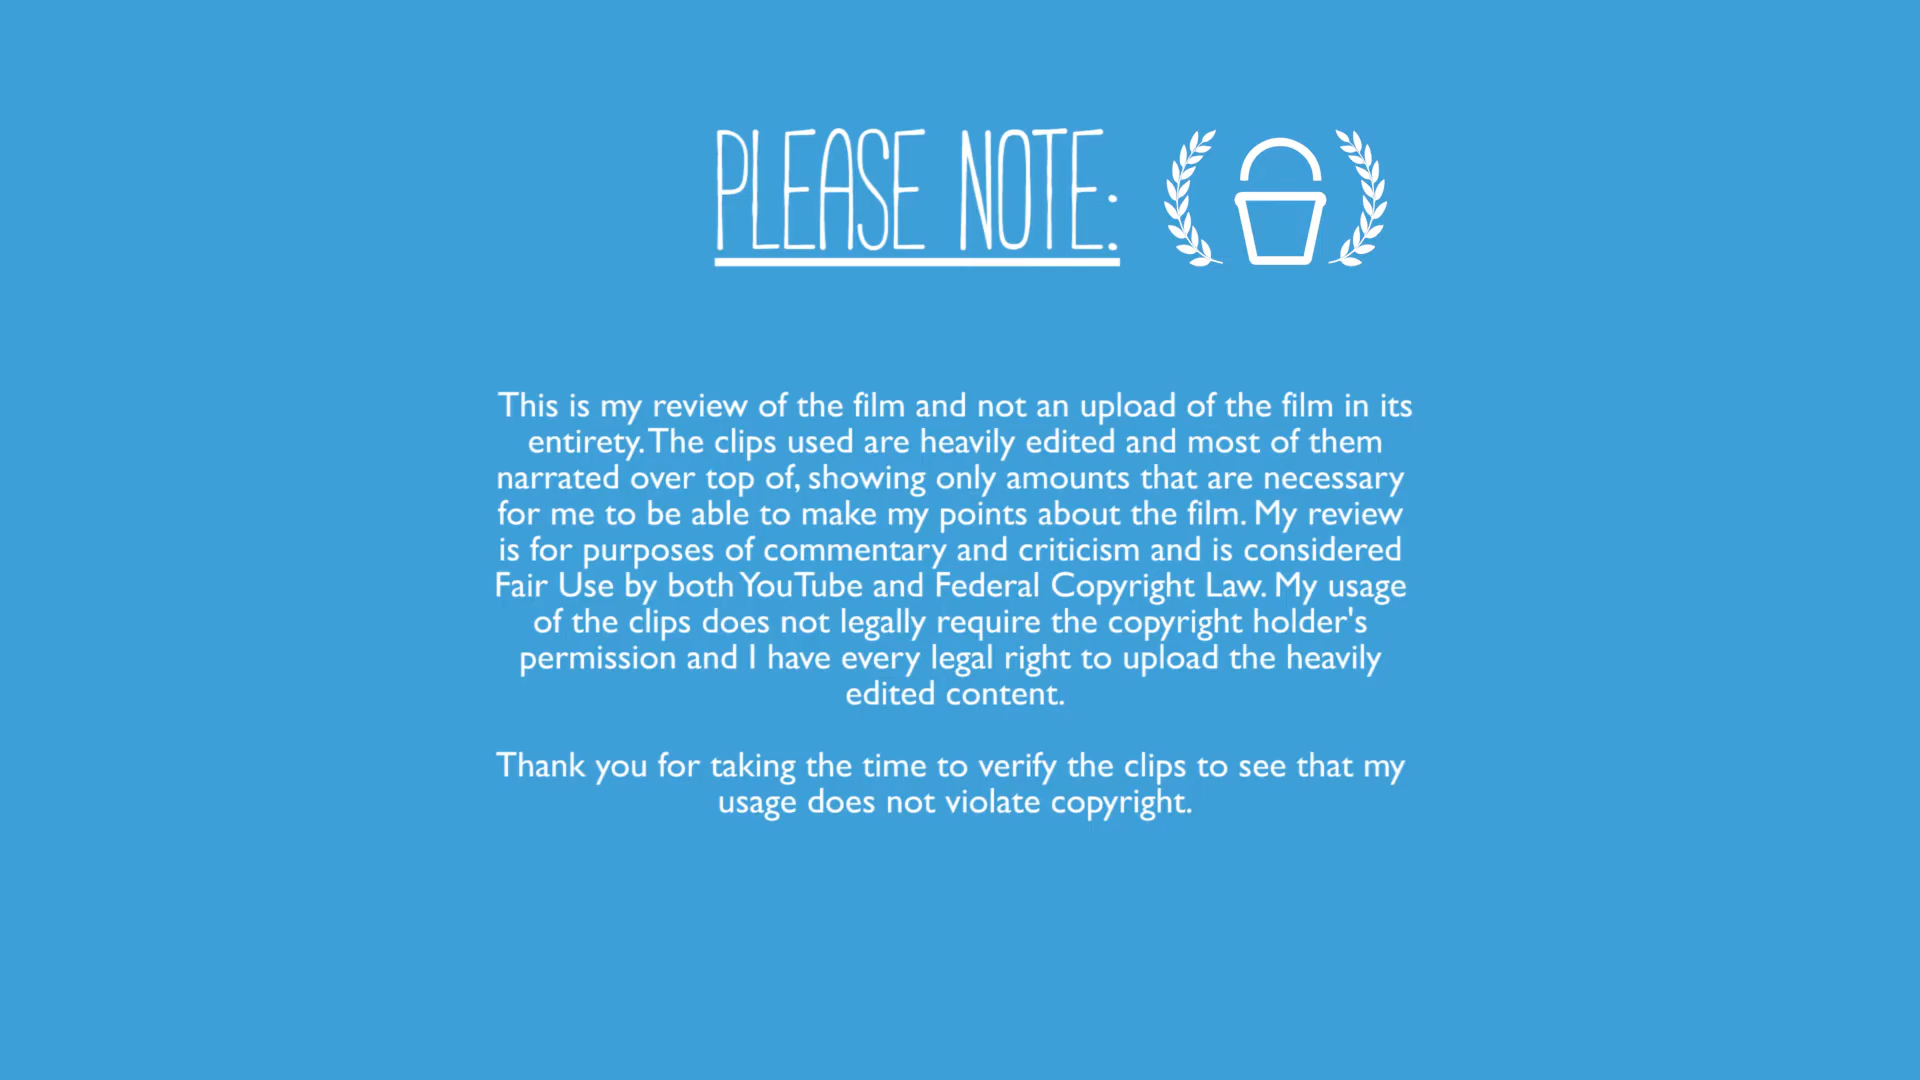 PLEASE NOTE:
This is my review of the film and not an upload of the film in its
entirety. The clips used are heavily edited and most of them
narrated over top of, showing only amounts that are necessary
for me to be able to make my points about the film. My review
is for purposes of commentary and criticism and is considered
Fair Use by both YouTube and Federal Copyright Law. My usage
of the clips does not legally require the copyright holder's
permission and I have every legal right to upload the heavily
edited content.
Thank you for taking the time to verify the clips to see that my
usage does not violate copyright.